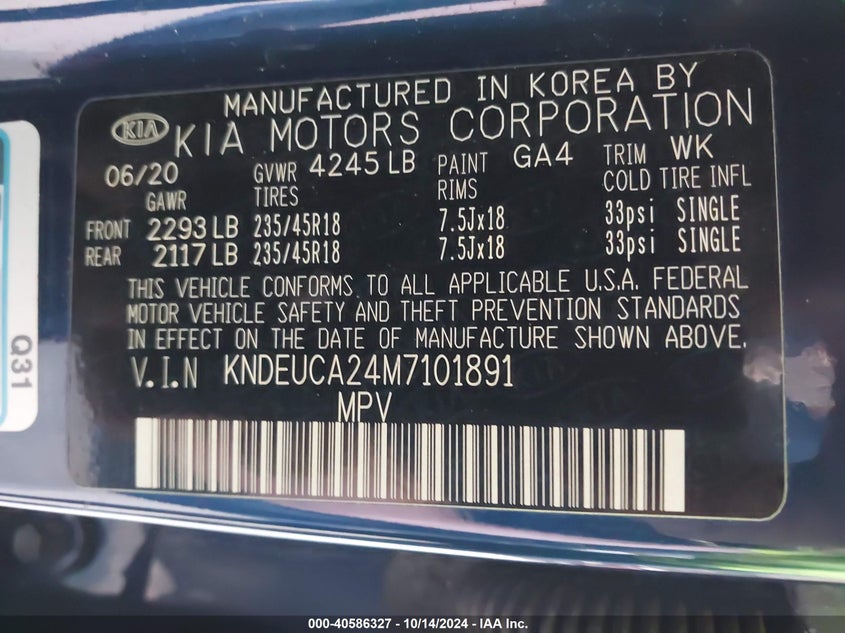 MANUFACTURED IN KOREA BY
KIA KIA MOTORS CORPORATION
06/20 GVWR 4245 LB PAINT GA4 TRIM WK
GAWR TIRES RIMS COLD TIRE INFL
FRONT 2293 LB 235/45R18 7.5Jx18 33psi SINGLE
REAR 2117 LB 235/45R18 7.5Jx18 33psi SINGLE
THIS VEHICLE CONFORMS TO ALL APPLICABLE U.S.A. FEDERAL
MOTOR VEHICLE SAFETY AND THEFT PREVENTION STANDARDS
IN EFFECT ON THE DATE OF MANUFACTURE SHOWN ABOVE.
V.I.N KNDEUCA24M7101891
MPV
Q31
000-40586327 - 10/14/2024 - IAA Inc.